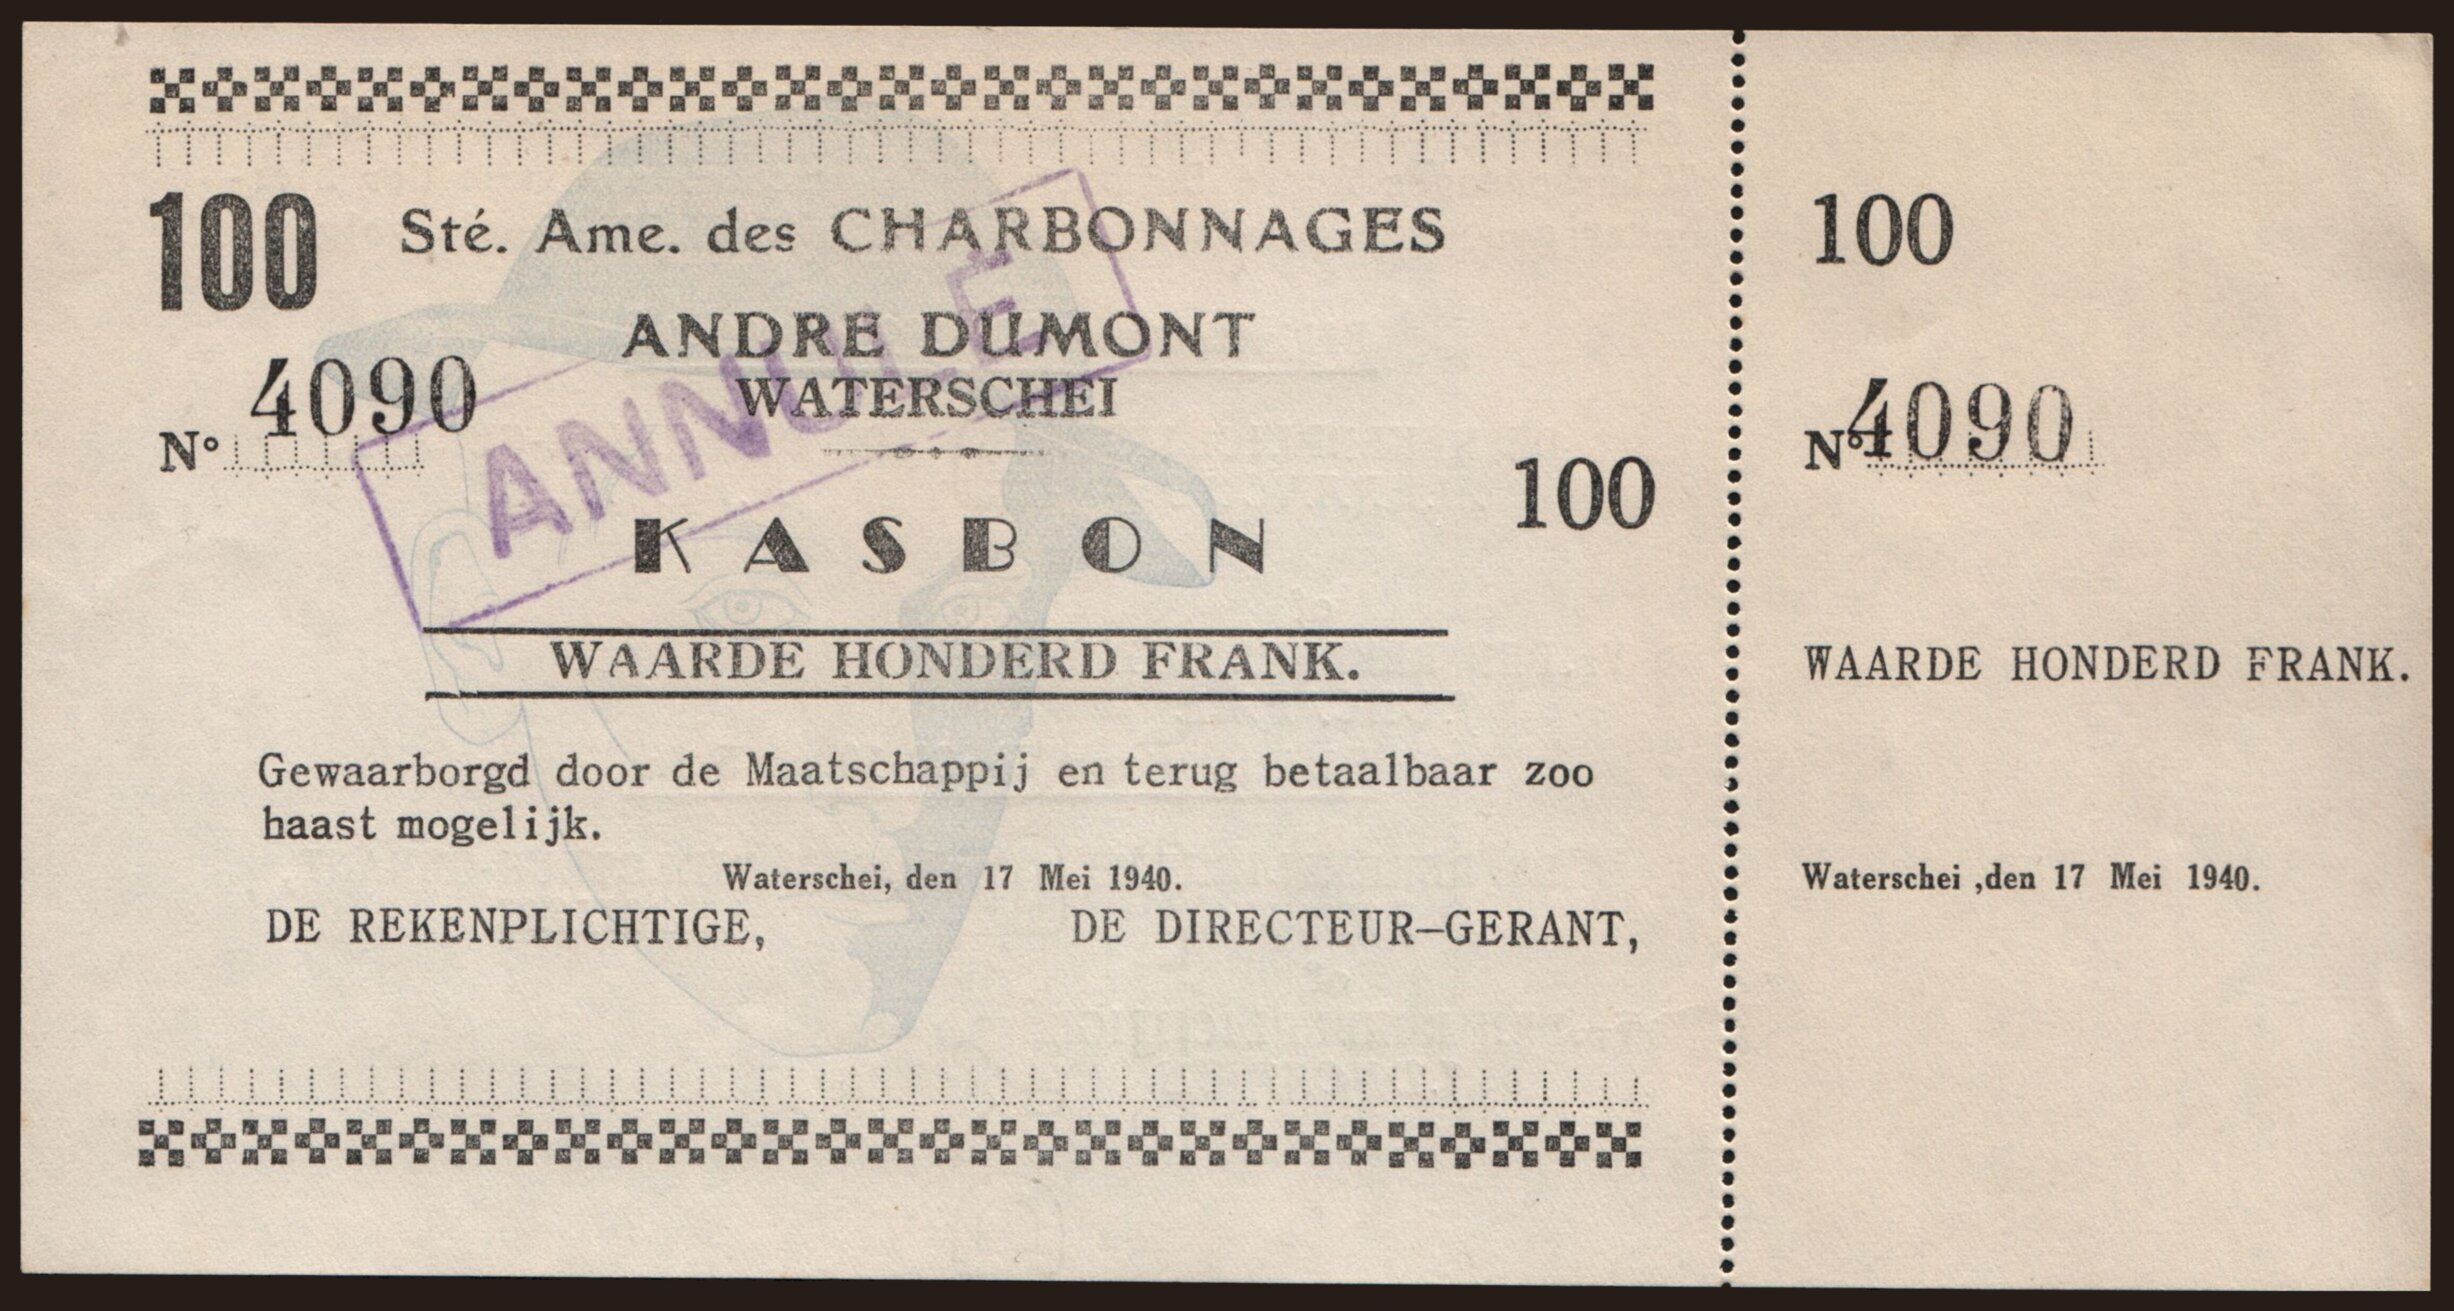 100 Sté. Ame. des CHARBONNAGES
ANDRE DUMONT
WATERSCHEI
Nº 4090
ANNULÉ
KASBON
100
WAARDE HONDERD FRANK.
Gewaarborgd door de Maatschappij en terug betaalbaar zoo
haast mogelijk.
Waterschei, den 17 Mei 1940.
DE REKENPLICHTIGE, DE DIRECTEUR-GERANT,
100
Nº 4090
WAARDE HONDERD FRANK.
Waterschei ,den 17 Mei 1940.